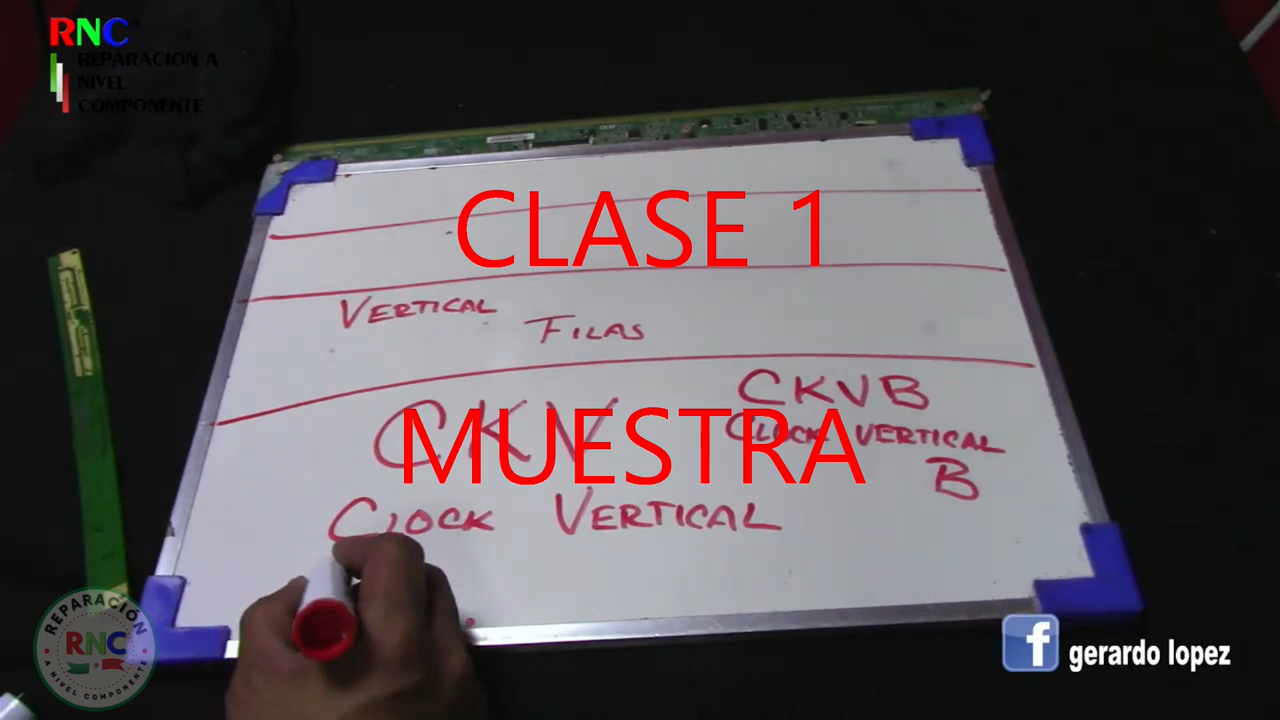 RNC
REPARACION A
NIVEL
COMPONENTE
CLASE 1
VERTICAL
FILAS
CKV
CKVB
CLOCK VERTICAL
B
MUESTRA
CLOCK VERTICAL
REPARACIÓN
RNC
A NIVEL COMPONENTE
f gerardo lopez